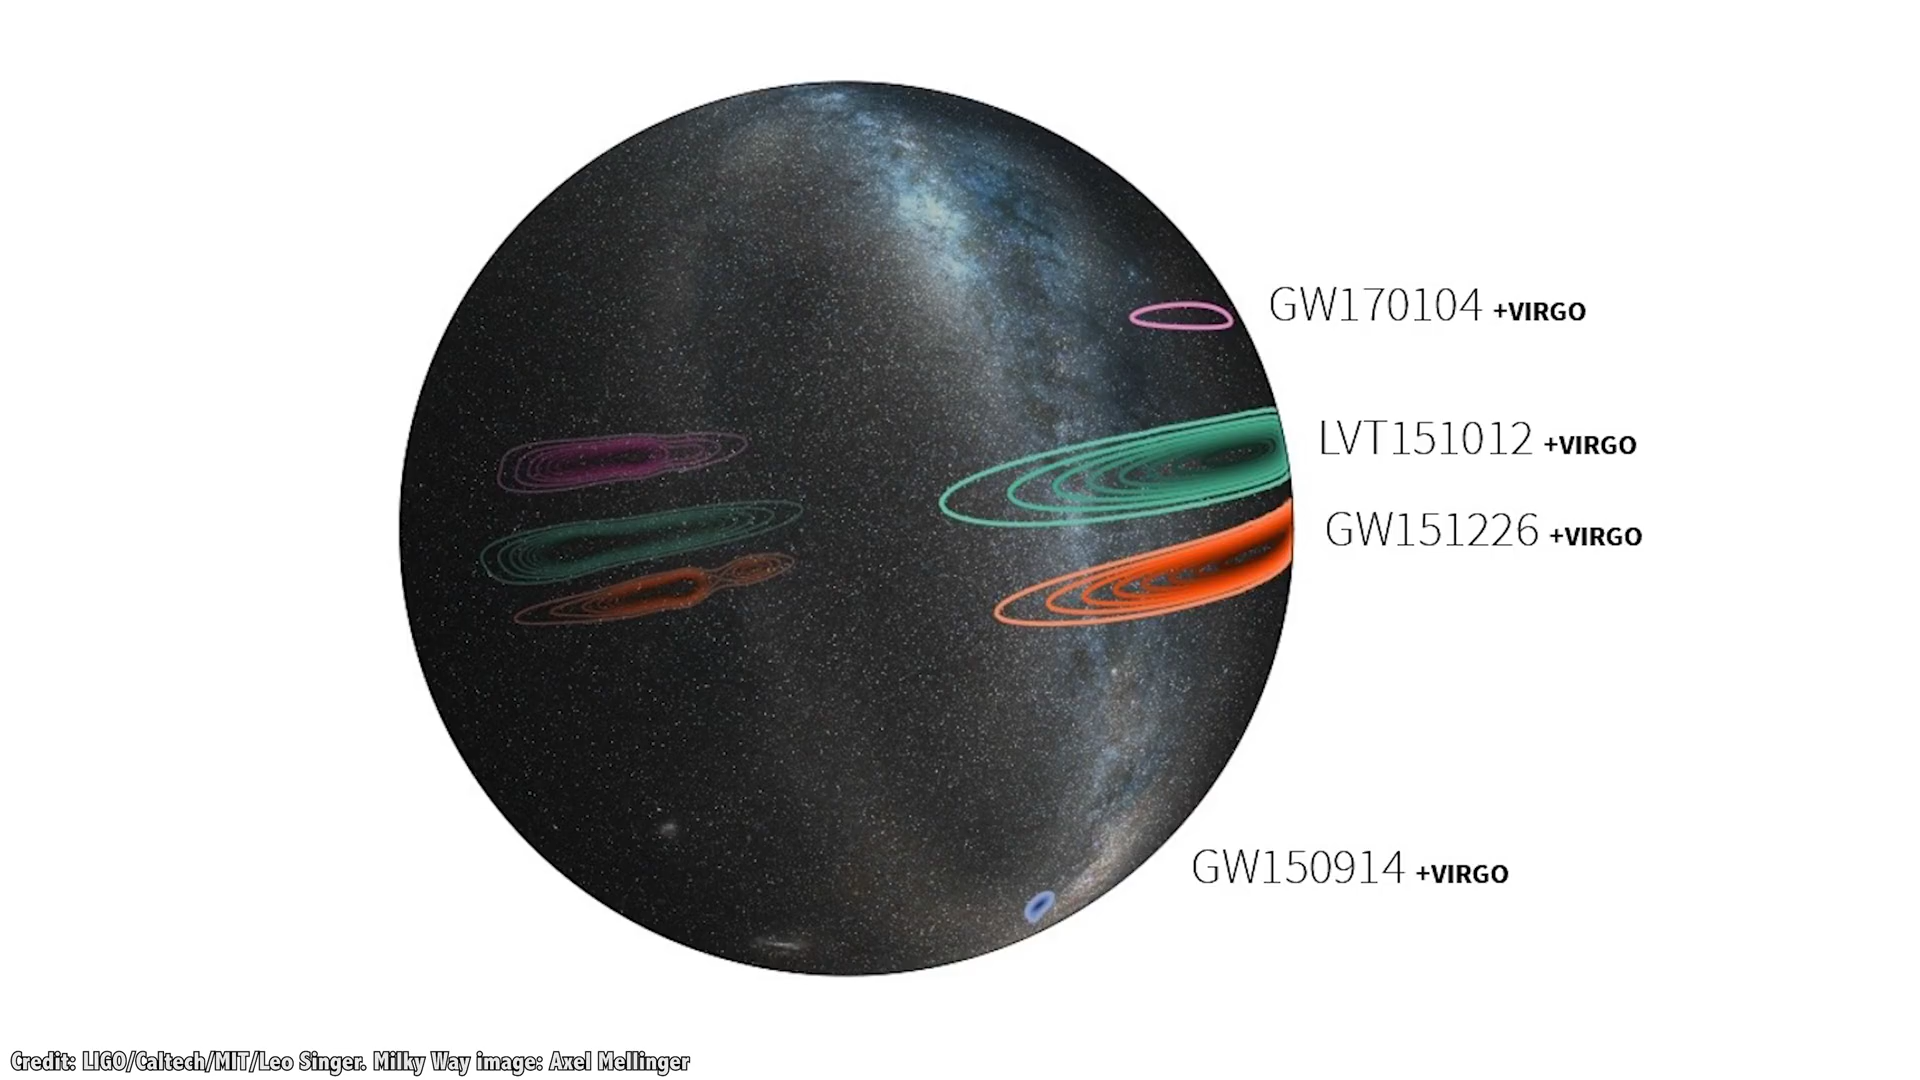 GW170104 +VIRGO
LVT151012 +VIRGO
GW151226 +VIRGO
GW150914 +VIRGO
Credit: LIGO/Caltech/MIT/Leo Singer. Milky Way image: Axel Mellinger